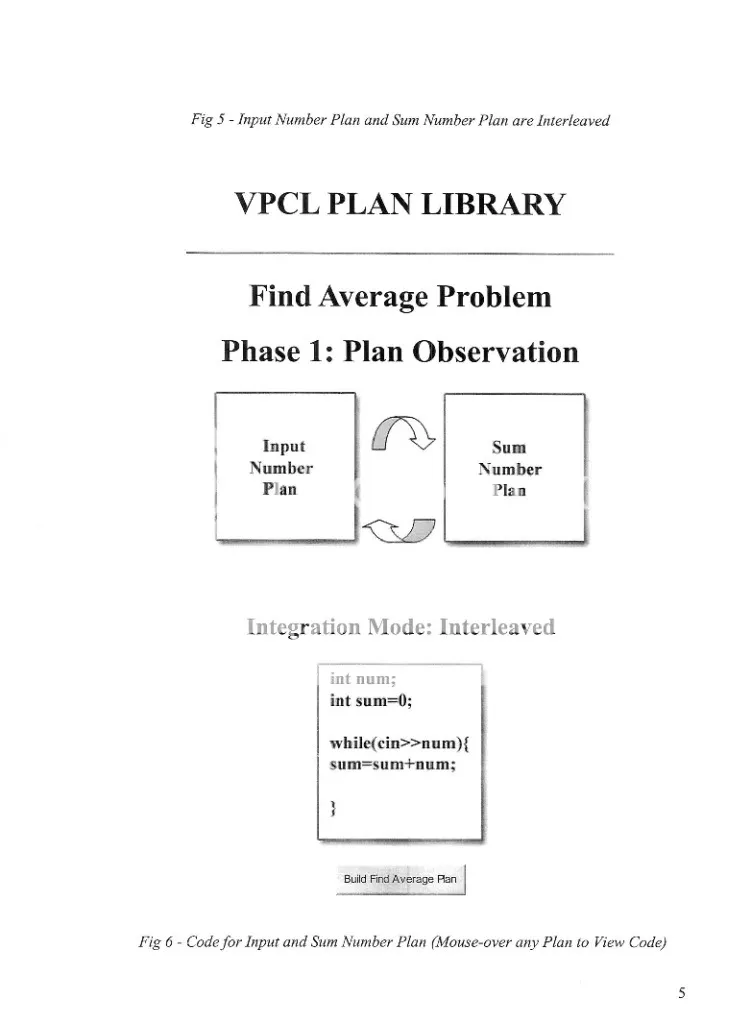 Fig 5 - Input Number Plan and Sum Number Plan are Interleaved
VPCL PLAN LIBRARY
Find Average Problem
Phase 1: Plan Observation
Input
Number
Plan
Sum
Number
Plan
Integration Mode: Interleaved
int num;
int sum=0;
while(cin>>num){
sum=sum+num;
}
Build Find Average Plan
Fig 6 - Code for Input and Sum Number Plan (Mouse-over any Plan to View Code)
5